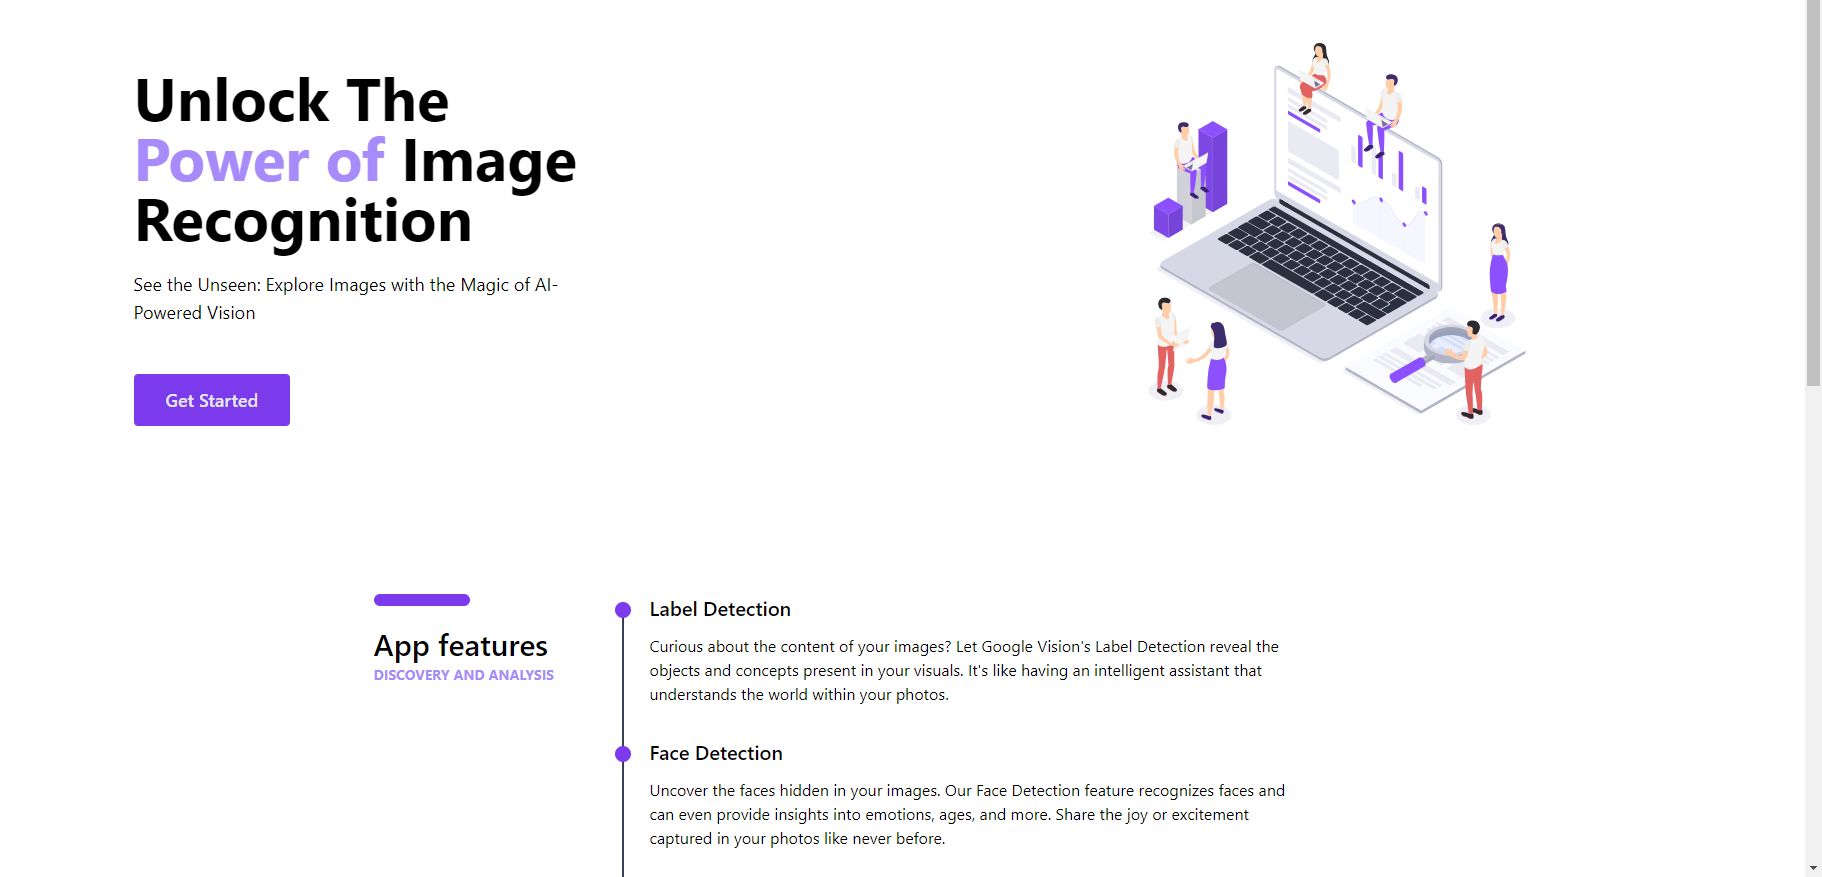 Unlock The
Power of Image
Recognition
See the Unseen: Explore Images with the Magic of AI-
Powered Vision
Get Started
App features
DISCOVERY AND ANALYSIS
Label Detection
Curious about the content of your images? Let Google Vision's Label Detection reveal the
objects and concepts present in your visuals. It's like having an intelligent assistant that
understands the world within your photos.
Face Detection
Uncover the faces hidden in your images. Our Face Detection feature recognizes faces and
can even provide insights into emotions, ages, and more. Share the joy or excitement
captured in your photos like never before.